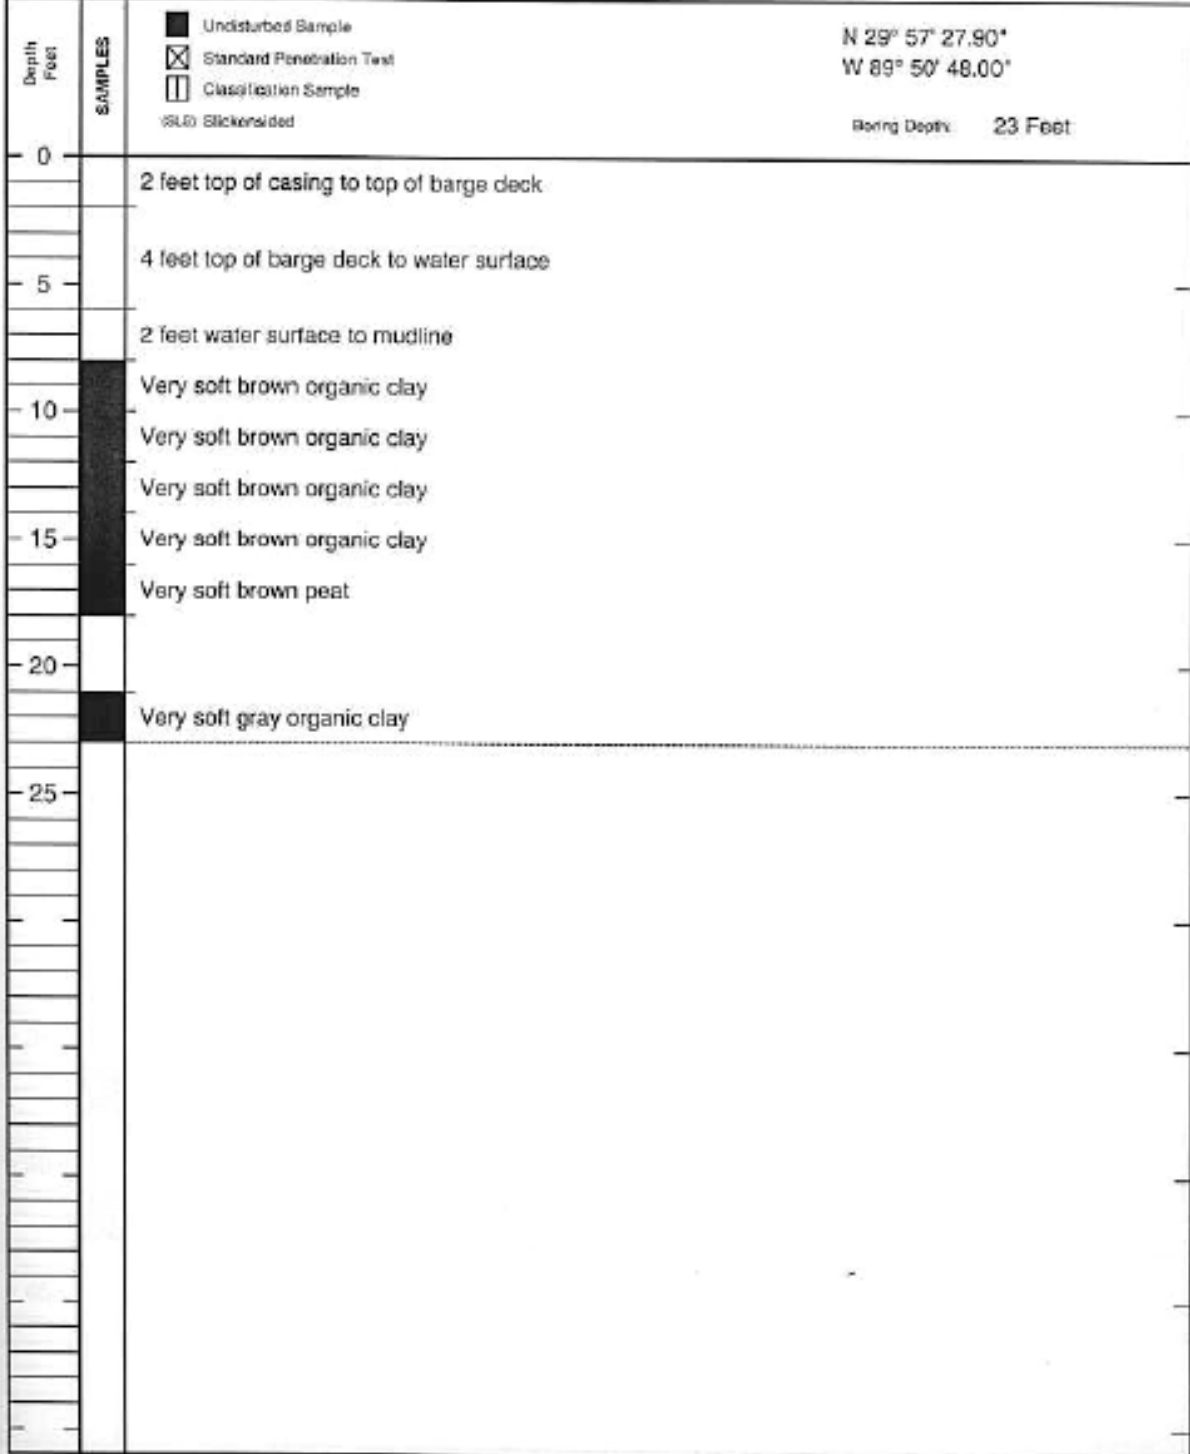 Depth
Feet
SAMPLES
Undisturbed Sample
Standard Penetration Test
Classification Sample
(SLS) Slickensided
N 29° 57' 27.90"
W 89° 50' 48.00"
Boring Depth: 23 Feet
0
2 feet top of casing to top of barge deck
4 feet top of barge deck to water surface
5
2 feet water surface to mudline
Very soft brown organic clay
10
Very soft brown organic clay
Very soft brown organic clay
15
Very soft brown organic clay
Very soft brown peat
20
Very soft gray organic clay
25